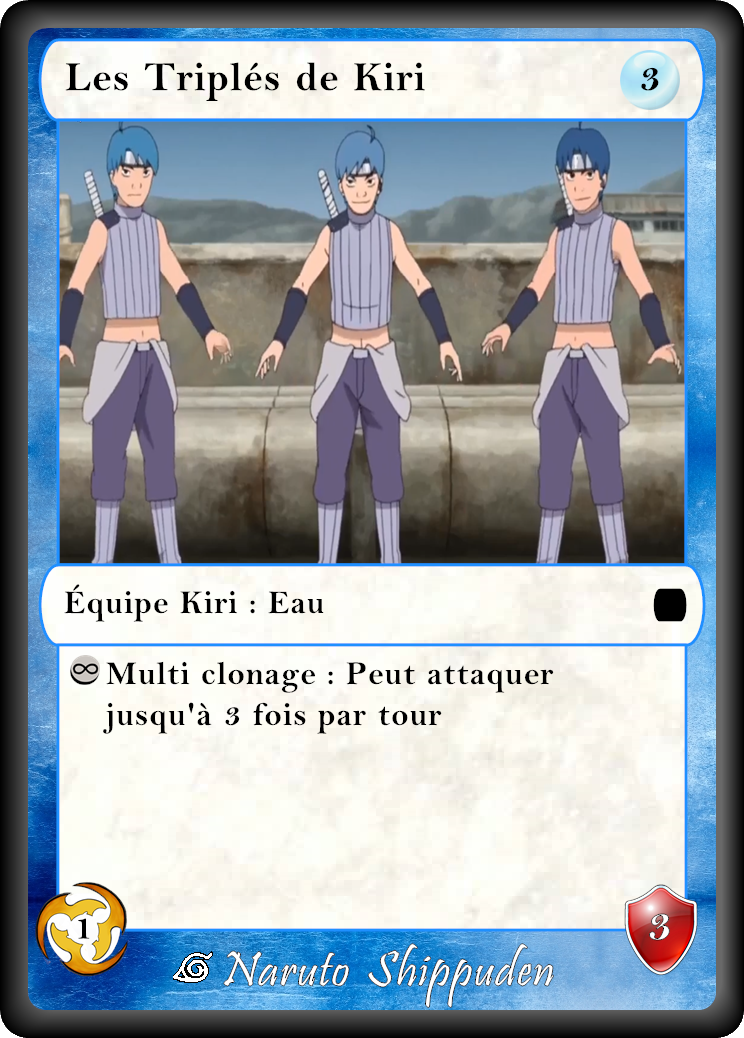 Les Triplés de Kiri
3
Équipe Kiri : Eau
∞ Multi clonage : Peut attaquer
jusqu'à 3 fois par tour
1
3
Naruto Shippuden